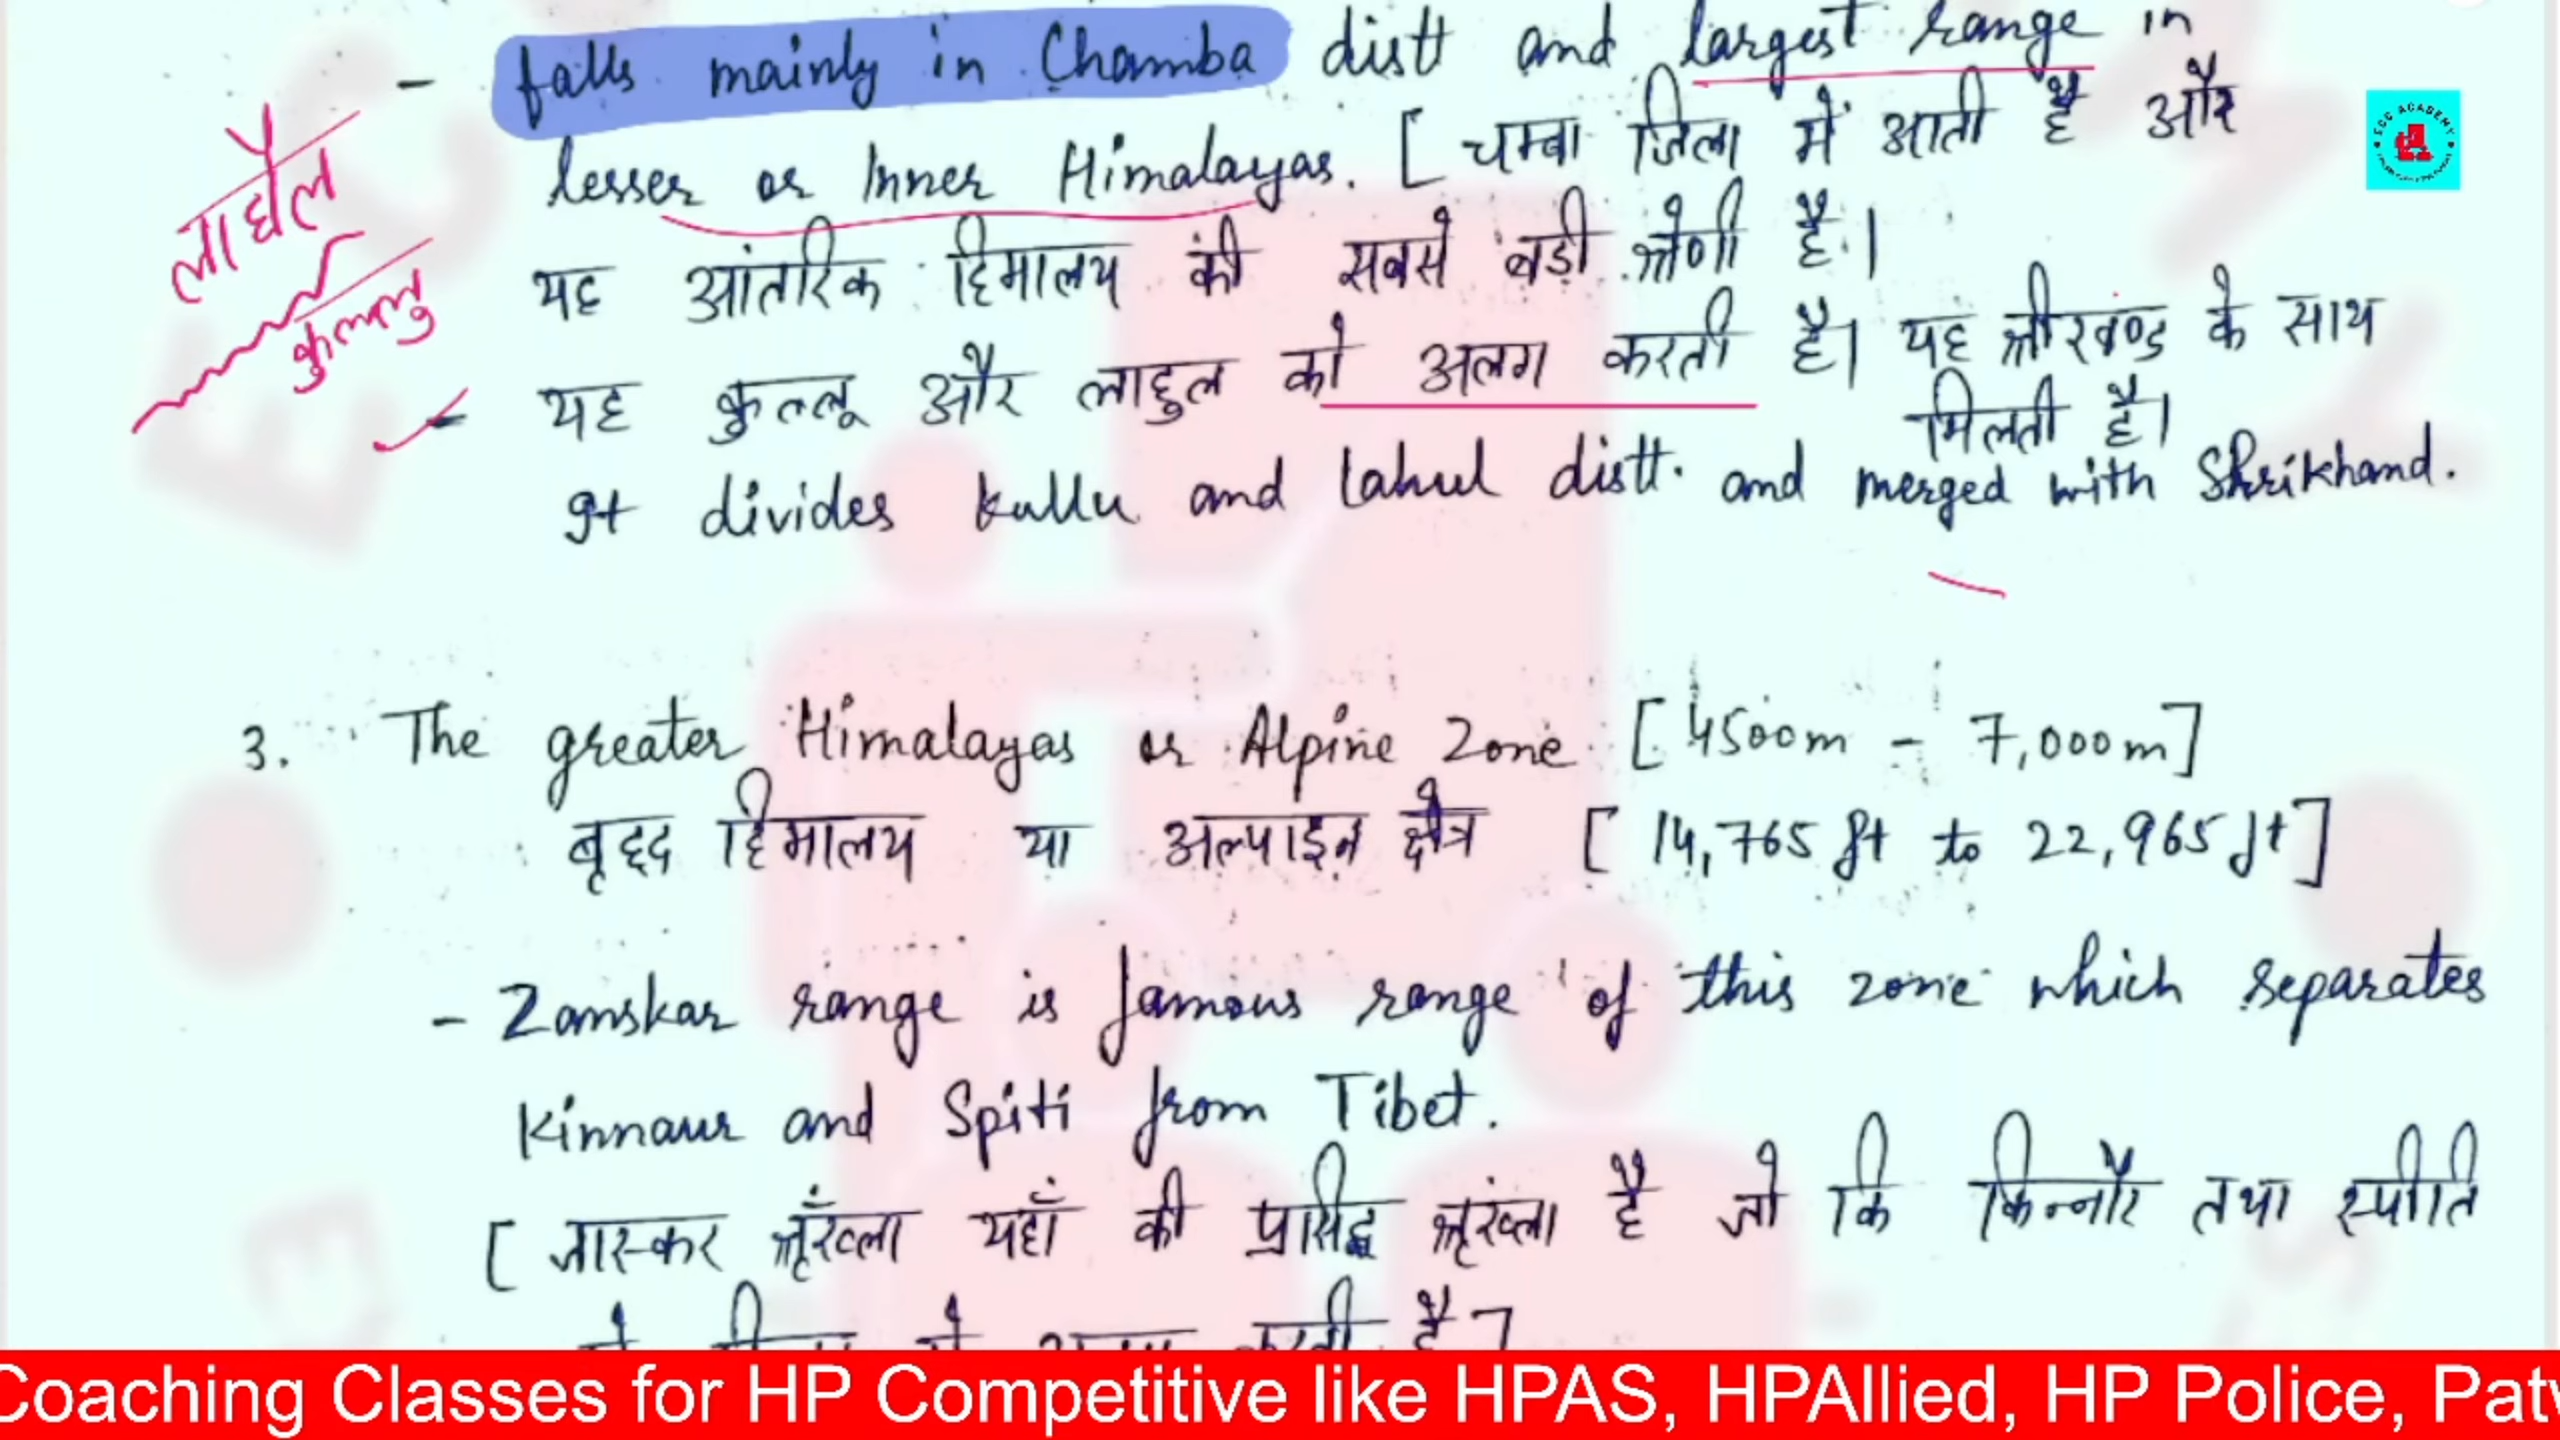 - falls mainly in Chamba distt and largest range in
lesser or Inner Himalayas. [ चम्बा जिला में आती है और
यह आंतरिक हिमालय की सबसे बड़ी श्रेणी है।
- यह कुल्लू और लाहुल को अलग करती है। यह श्रीखण्ड के साथ
मिलती है।
It divides Kullu and Lahul distt. and merged with Shrikhand.
लाहौल
कुल्लु
3. The greater Himalayas or Alpine Zone [4500m - 7,000m]
बृहद हिमालय या अल्पाइन क्षेत्र [14,765 ft to 22,965 ft]
- Zanskar range is famous range of this zone which separates
Kinnaur and Spiti from Tibet.
[ जास्कर श्रृंख्ला यहाँ की प्रसिद्ध श्रृंख्ला है जो कि किन्नौर तथा स्पीति
ECC ACADEMY
Coaching Classes for HP Competitive like HPAS, HPAllied, HP Police, Patw